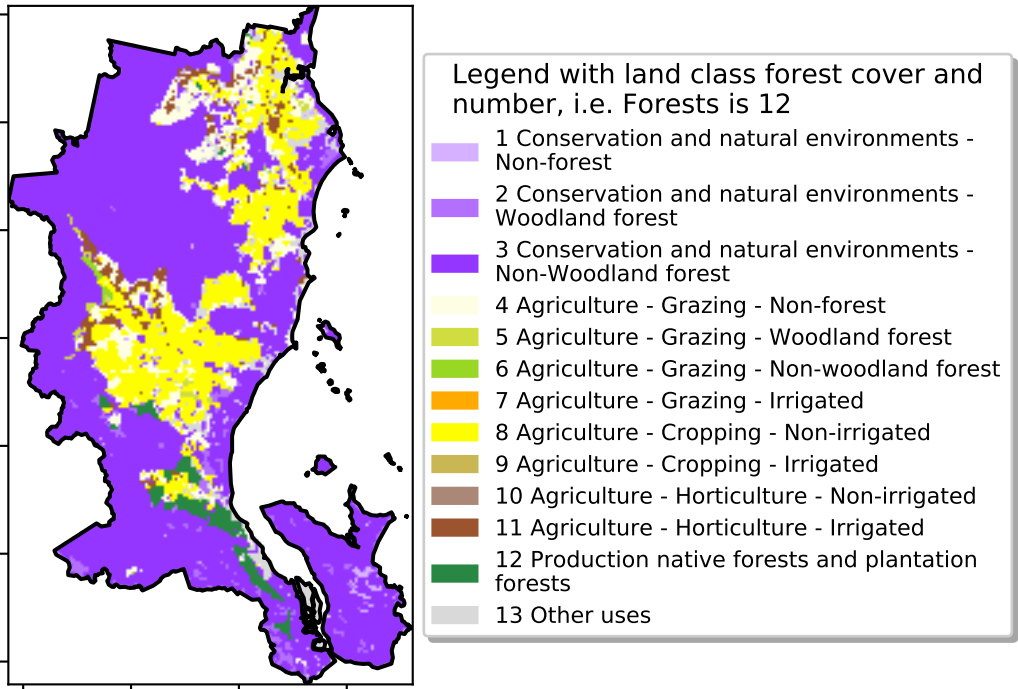 Legend with land class forest cover and
number, i.e. Forests is 12
1 Conservation and natural environments -
Non-forest
2 Conservation and natural environments -
Woodland forest
3 Conservation and natural environments -
Non-Woodland forest
4 Agriculture - Grazing - Non-forest
5 Agriculture - Grazing - Woodland forest
6 Agriculture - Grazing - Non-woodland forest
7 Agriculture - Grazing - Irrigated
8 Agriculture - Cropping - Non-irrigated
9 Agriculture - Cropping - Irrigated
10 Agriculture - Horticulture - Non-irrigated
11 Agriculture - Horticulture - Irrigated
12 Production native forests and plantation
forests
13 Other uses